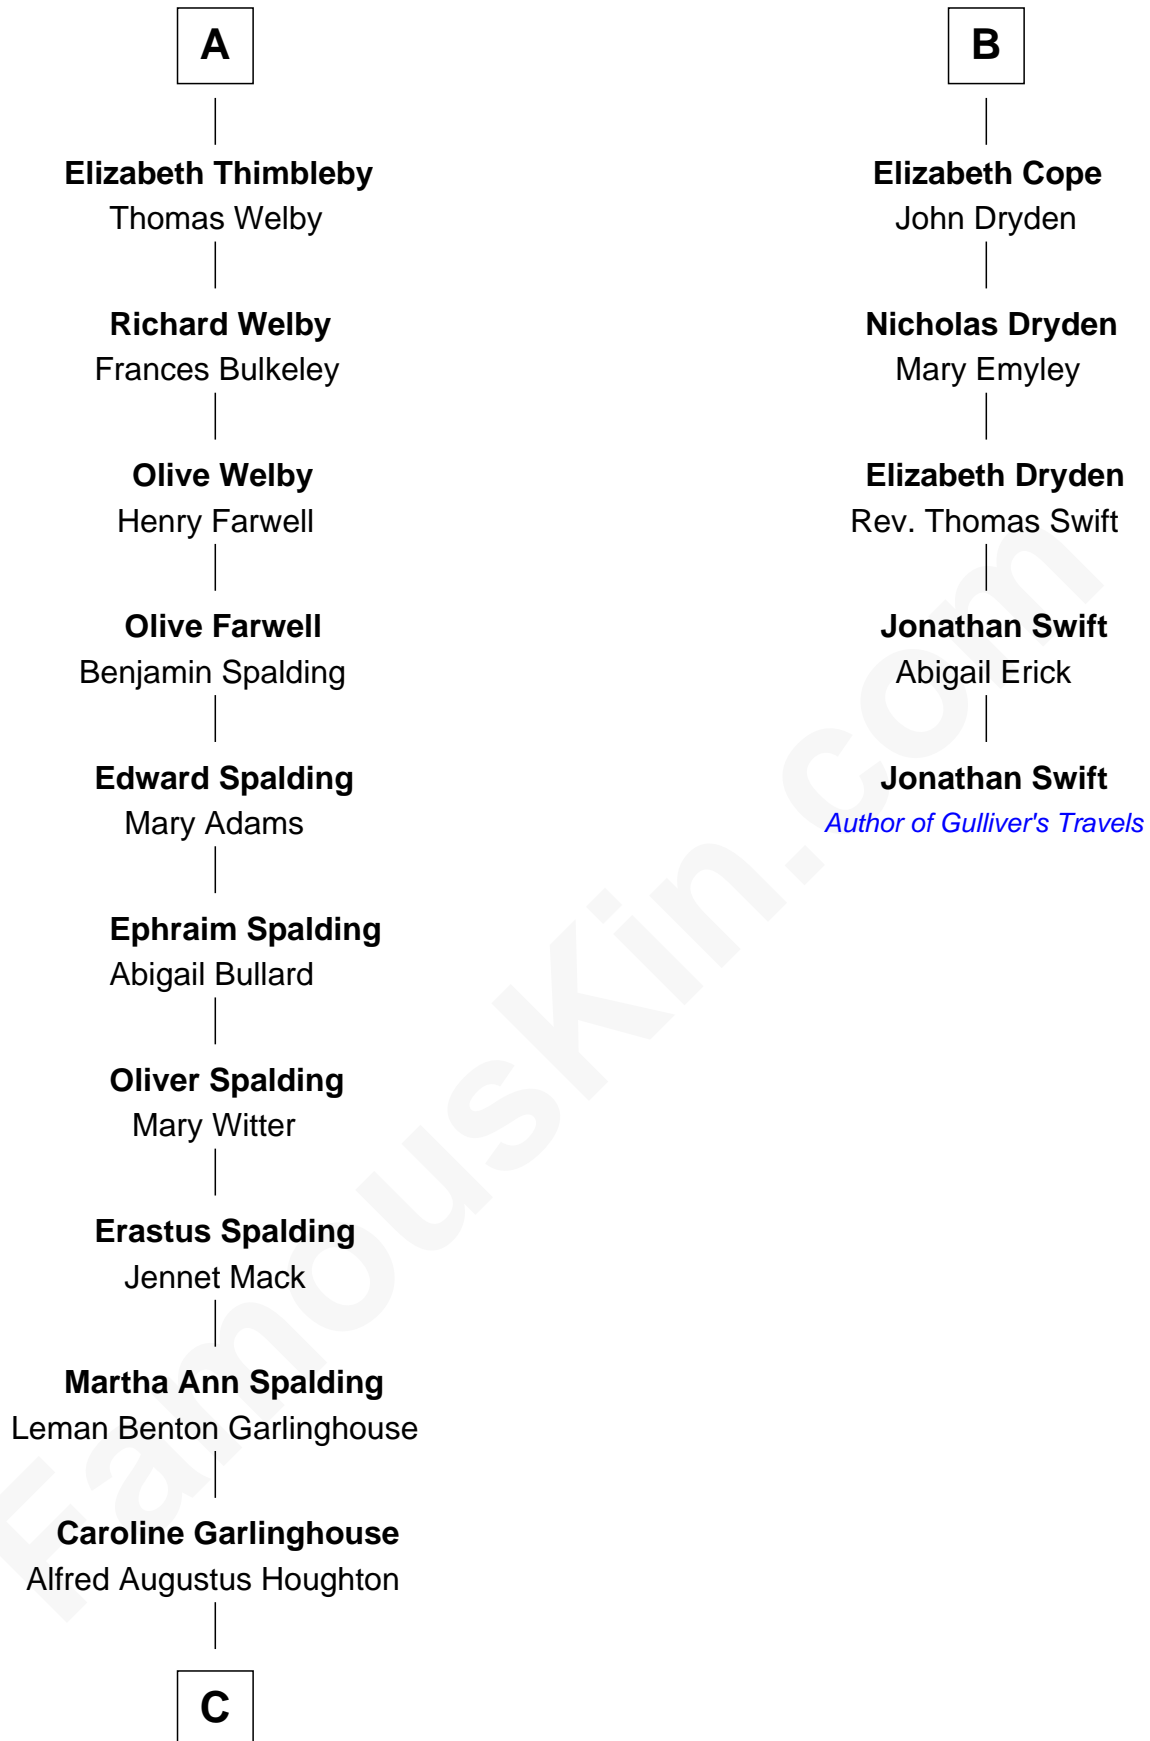 A
Elizabeth Thimbleby
Thomas Welby
Richard Welby
Frances Bulkeley
Olive Welby
Henry Farwell
Olive Farwell
Benjamin Spalding
Edward Spalding
Mary Adams
Ephraim Spalding
Abigail Bullard
Oliver Spalding
Mary Witter
Erastus Spalding
Jennet Mack
Martha Ann Spalding
Leman Benton Garlinghouse
Caroline Garlinghouse
Alfred Augustus Houghton
C
B
Elizabeth Cope
John Dryden
Nicholas Dryden
Mary Emyley
Elizabeth Dryden
Rev. Thomas Swift
Jonathan Swift
Abigail Erick
Jonathan Swift
Author of Gulliver's Travels
FamousKin.com